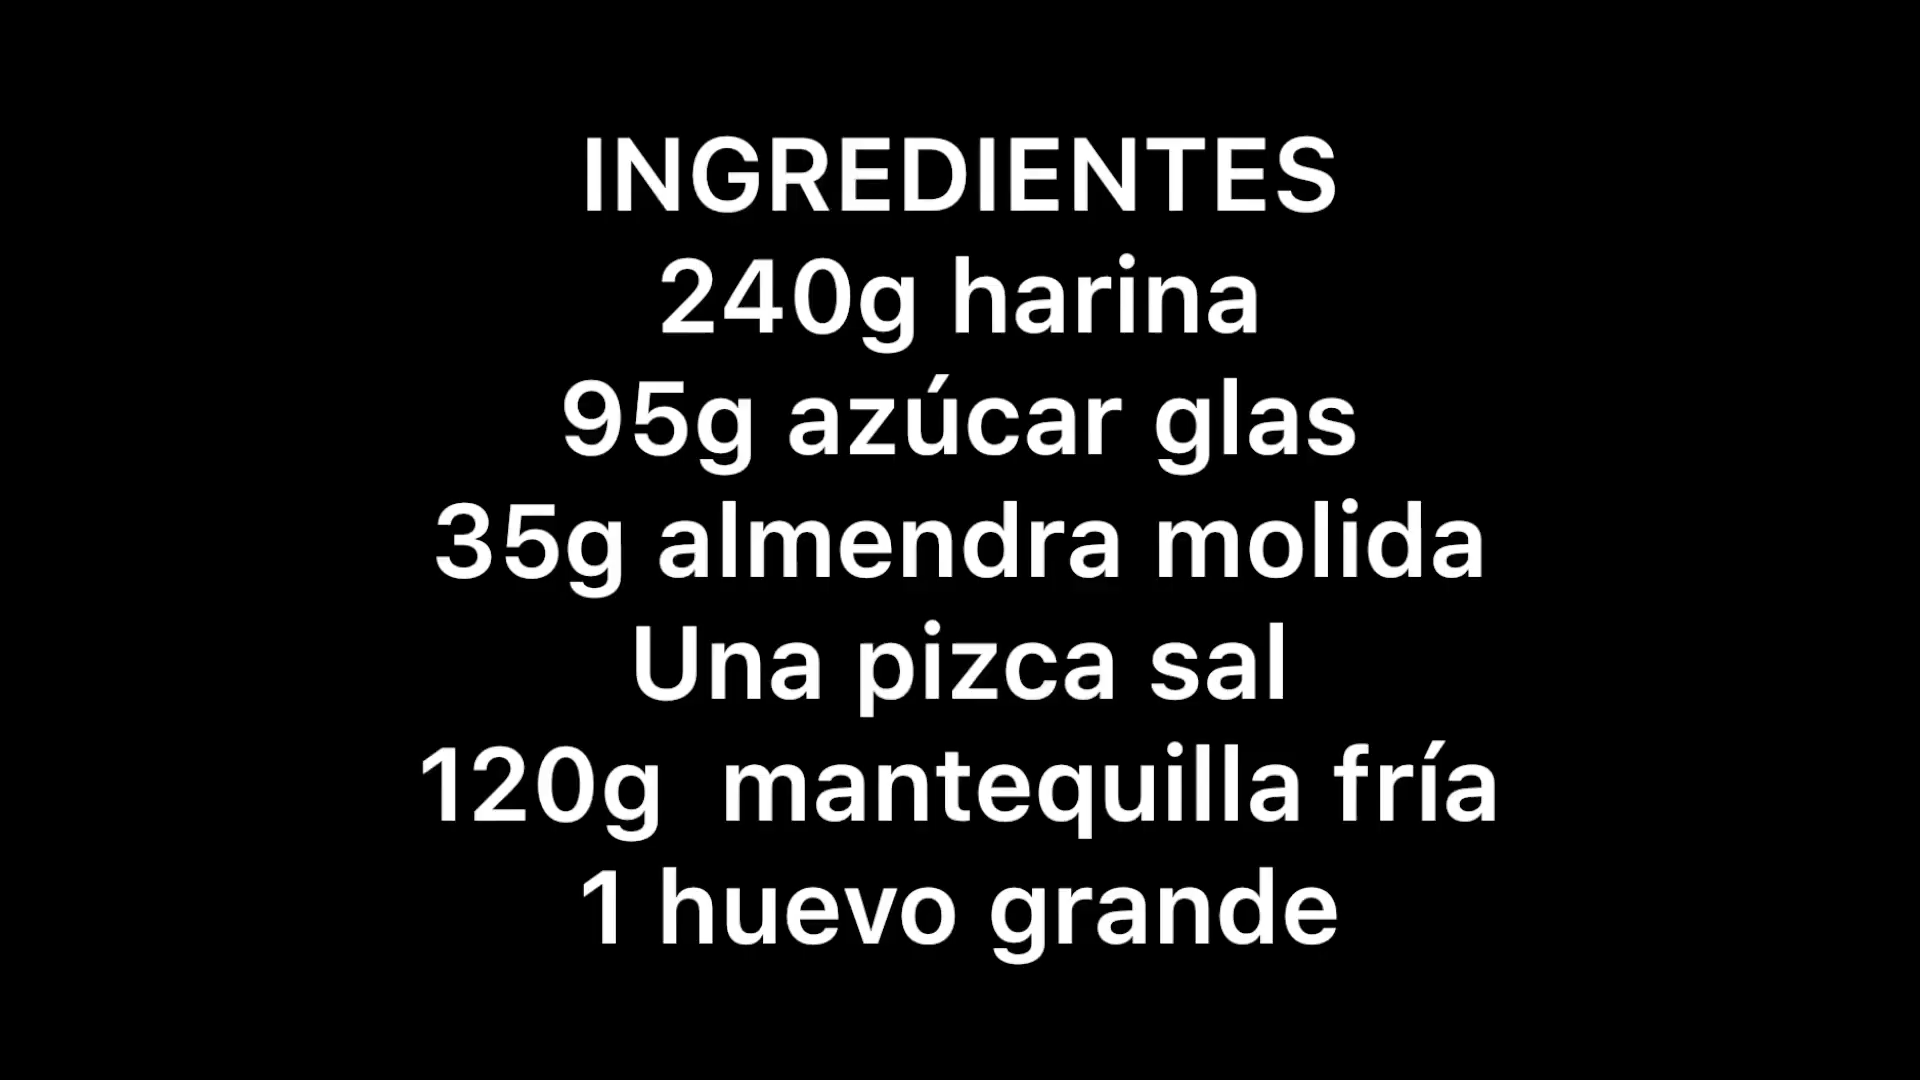 INGREDIENTES
240g harina
95g azúcar glas
35g almendra molida
Una pizca sal
120g  mantequilla fría
1 huevo grande